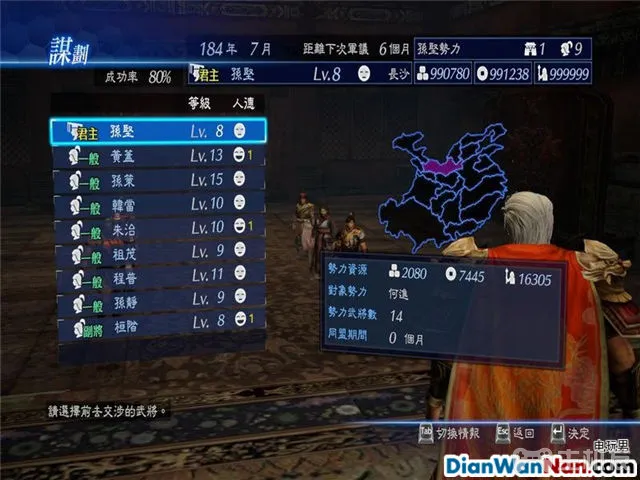 謀劃
184年 7月 距離下次軍議 6個月 孫堅勢力 1 9
成功率 80% 君主 孫堅 Lv.8 長沙 990780 991238 999999
等級 人連
君主 孫堅 Lv. 8
一般 黃蓋 Lv.13 1
一般 孫策 Lv.15
一般 韓當 Lv.10
一般 朱治 Lv.10 1
一般 祖茂 Lv. 9
一般 程普 Lv.11
一般 孫靜 Lv. 9
副將 桓階 Lv. 8 1
勢力資源 2080 7445 16305
對象勢力 何進
勢力武將數 14
同盟期間 0 個月
請選擇前去交涉的武將。
Tab 切換情報 Esc 返回 決定
电玩男
DianWanNan.com